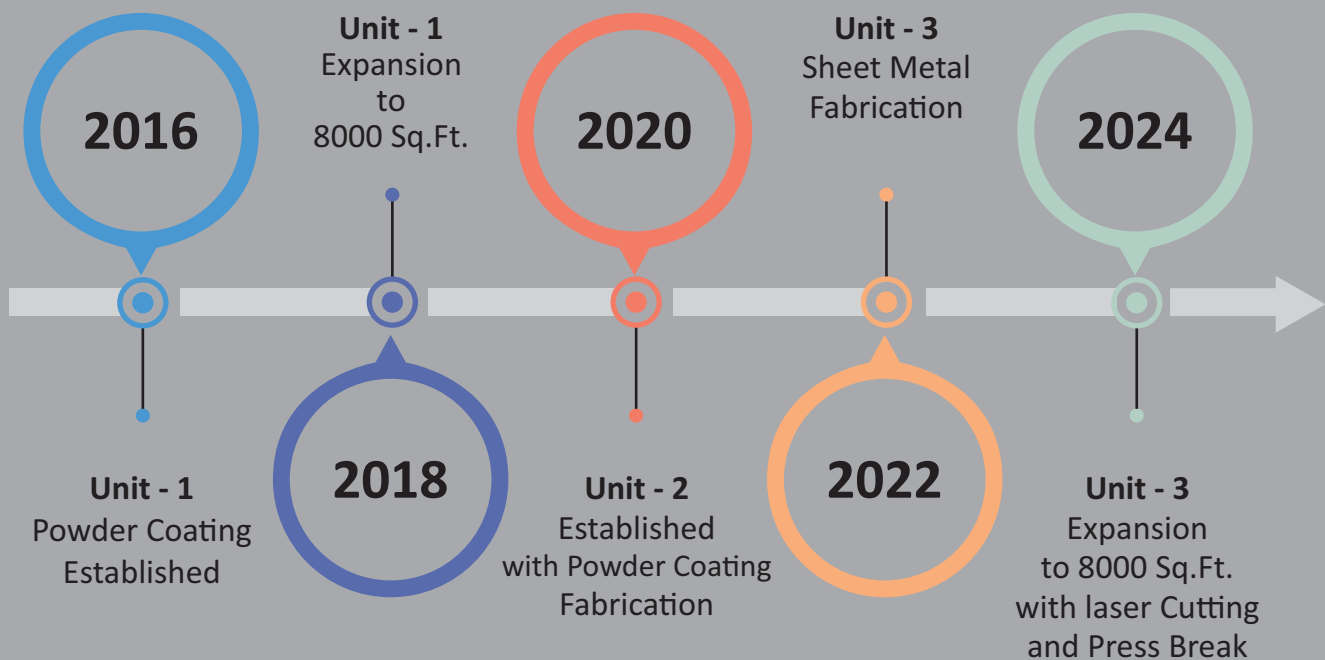 2016
Unit - 1
Powder Coating
Established
Unit - 1
Expansion
to
8000 Sq.Ft.
2018
2020
Unit - 2
Established
with Powder Coating
Fabrication
Unit - 3
Sheet Metal
Fabrication
2022
2024
Unit - 3
Expansion
to 8000 Sq.Ft.
with laser Cutting
and Press Break